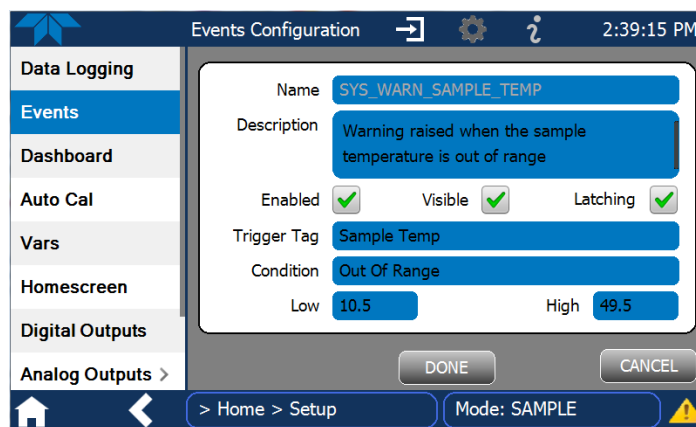 Events Configuration
2:39:15 PM
Data Logging
Events
Dashboard
Auto Cal
Vars
Homescreen
Digital Outputs
Analog Outputs >
Name SYS_WARN_SAMPLE_TEMP
Description Warning raised when the sample
temperature is out of range
Enabled Visible Latching
Trigger Tag Sample Temp
Condition Out Of Range
Low 10.5 High 49.5
DONE CANCEL
> Home > Setup Mode: SAMPLE